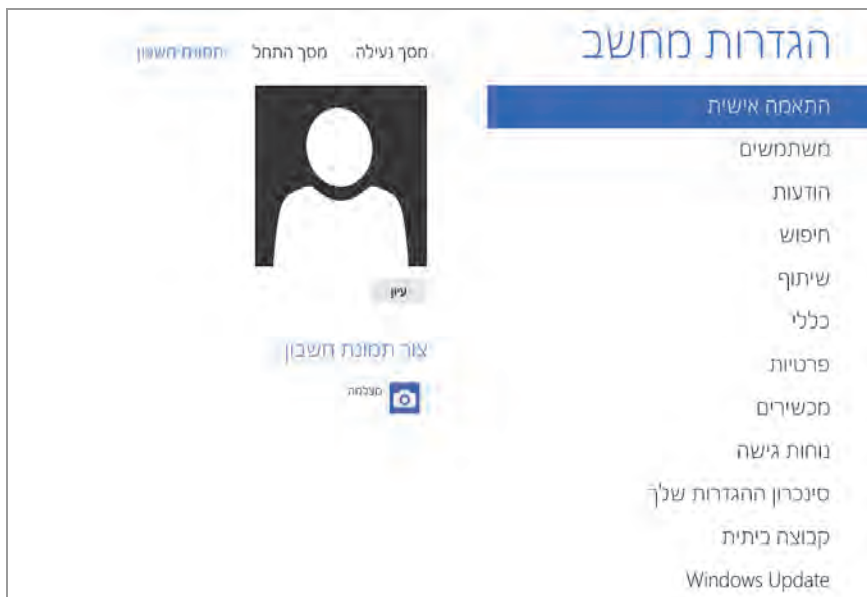 הגדרות מחשב
התאמה אישית
משתמשים
הודעות
חיפוש
שיתוף
כללי
פרטיות
מכשירים
נוחות גישה
סינכרון ההגדרות שלך
קבוצה ביתית
Windows Update
מסך נעילה מסך התחל תמונת חשבון
עיון
צור תמונת חשבון
מצלמה